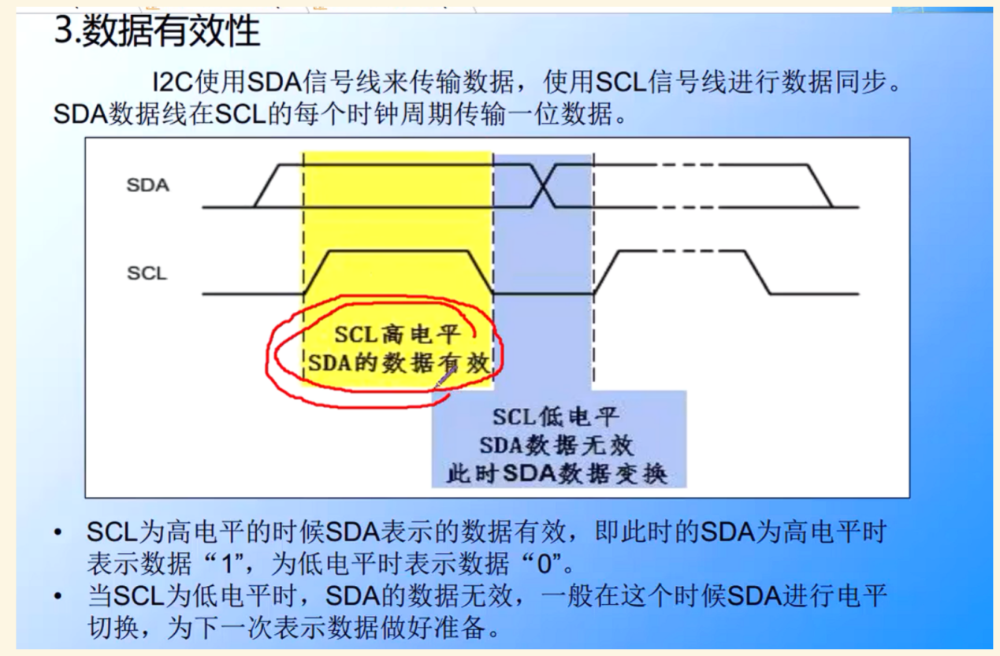 3.数据有效性
I2C使用SDA信号线来传输数据，使用SCL信号线进行数据同步。
SDA数据线在SCL的每个时钟周期传输一位数据。
SDA
SCL
SCL高电平
SDA的数据有效
SCL低电平
SDA数据无效
此时SDA数据变换
• SCL为高电平的时候SDA表示的数据有效，即此时的SDA为高电平时
表示数据“1”，为低电平时表示数据“0”。
• 当SCL为低电平时，SDA的数据无效，一般在这个时候SDA进行电平
切换，为下一次表示数据做好准备。